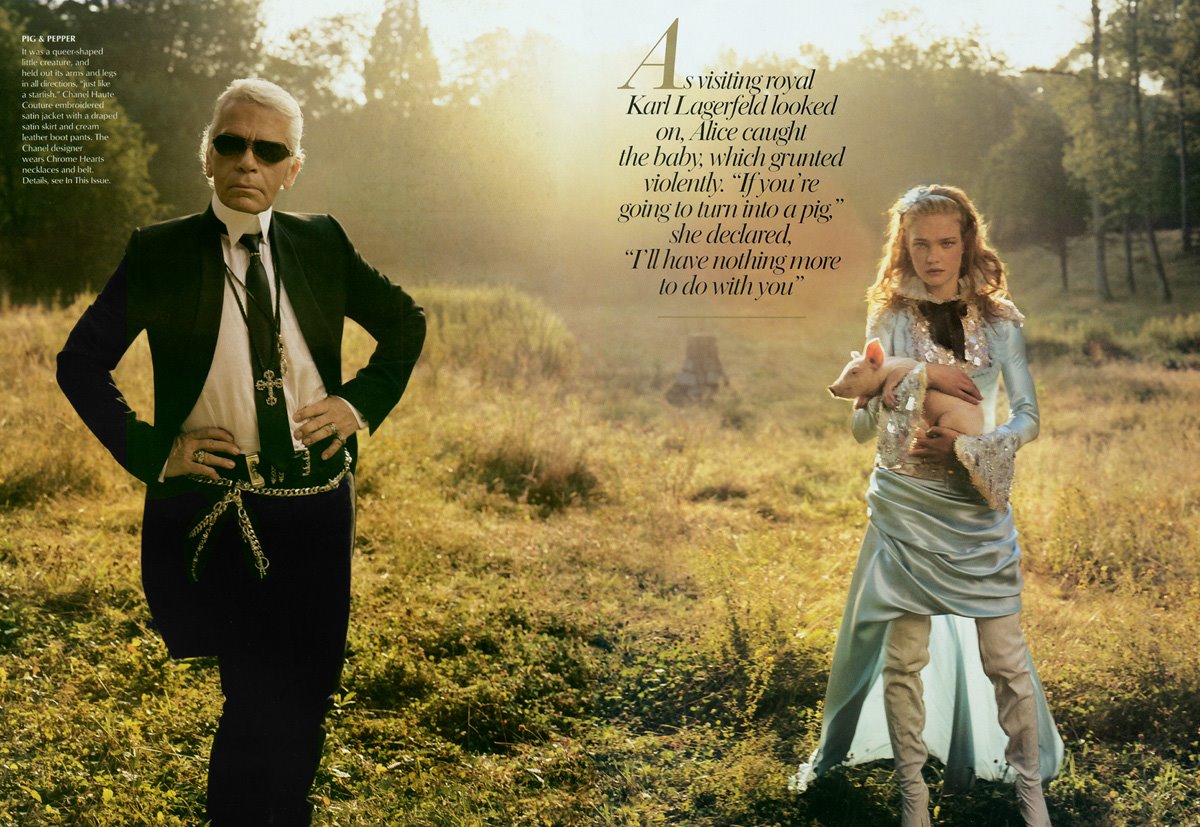 PIG & PEPPER
It was a queer-shaped
little creature, and
held out its arms and legs
in all directions, “just like
a starfish.” Chanel Haute
Couture embroidered
satin jacket with a draped
satin skirt and cream
leather boot pants. The
Chanel designer
wears Chrome Hearts
necklaces and belt.
Details, see In This Issue.
As visiting royal
Karl Lagerfeld looked
on, Alice caught
the baby, which grunted
violently. “If you’re
going to turn into a pig,”
she declared,
“I’ll have nothing more
to do with you”